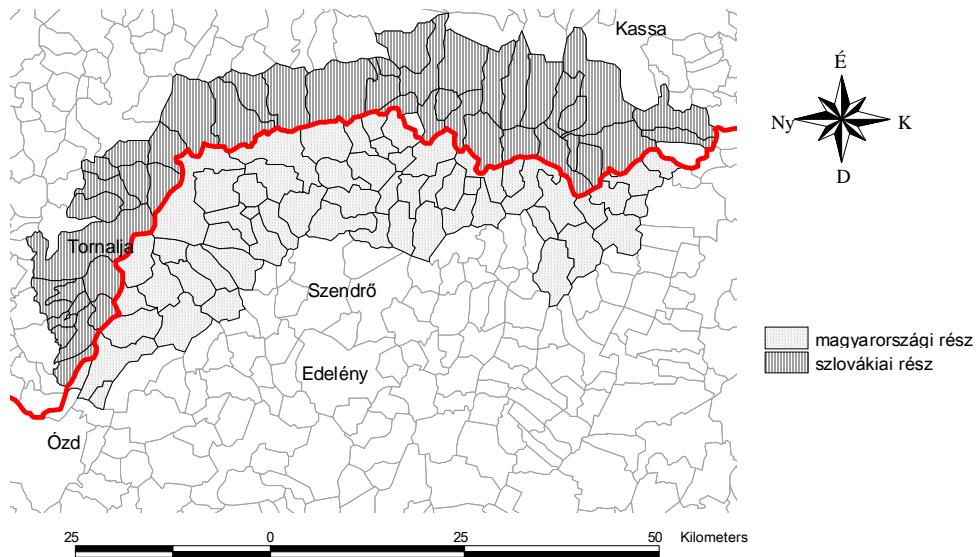 Kassa
É
Ny
K
D
Tornalja
Szendrő
Edelény
magyarországi rész
szlovákiai rész
Ózd
25 0 25 50 Kilometers